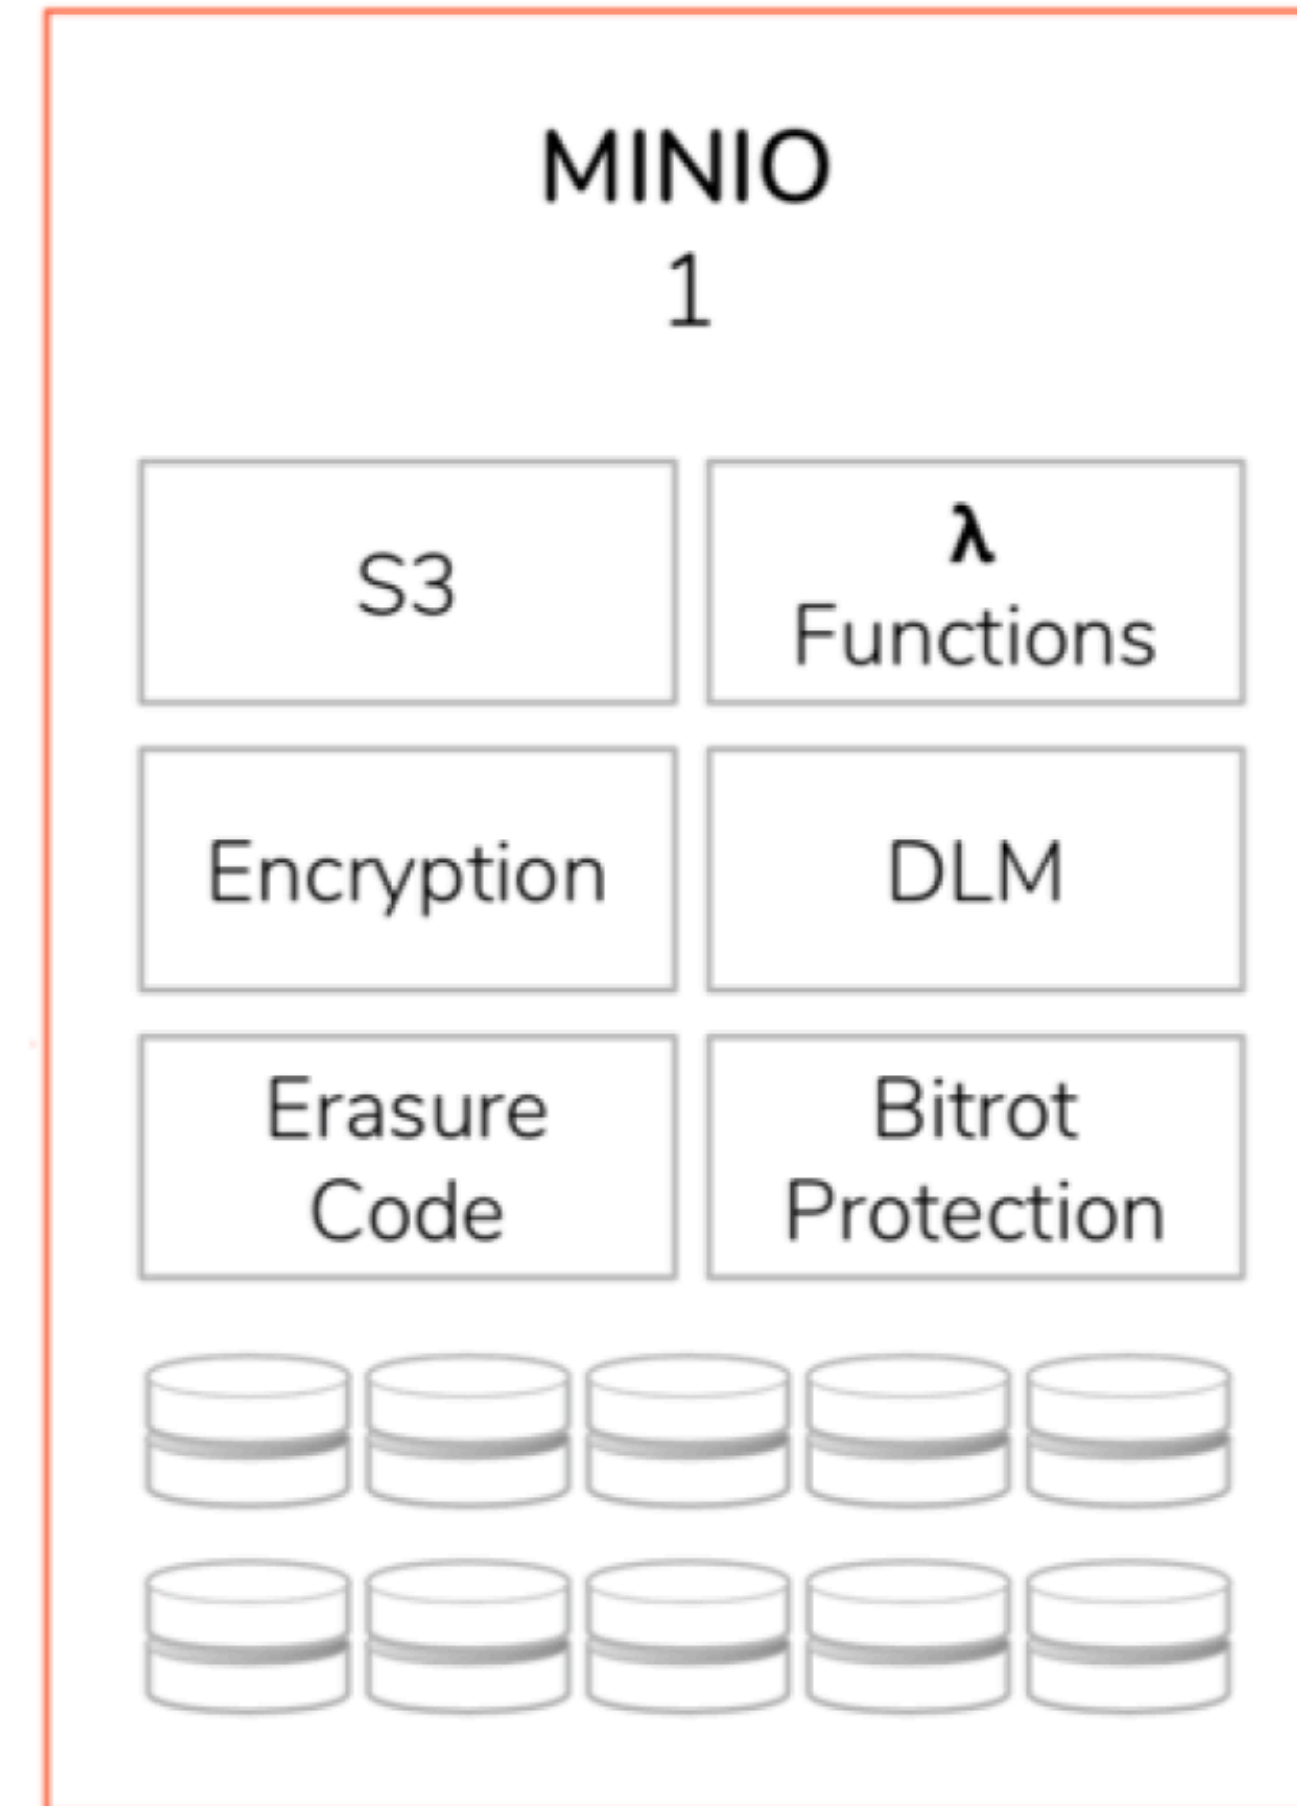 MINIO
1
S3
λ
Functions
Encryption
DLM
Erasure
Code
Bitrot
Protection